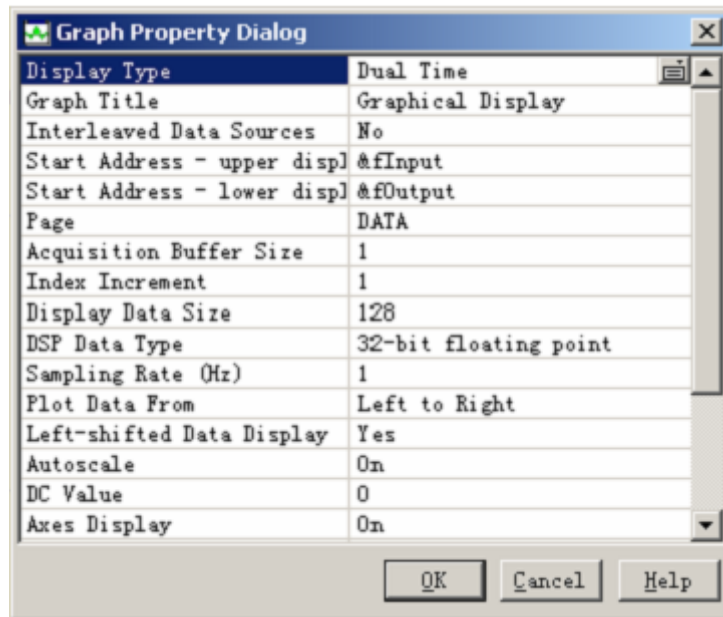 Graph Property Dialog
Display Type Dual Time
Graph Title Graphical Display
Interleaved Data Sources No
Start Address - upper displ &fInput
Start Address - lower displ &fOutput
Page DATA
Acquisition Buffer Size 1
Index Increment 1
Display Data Size 128
DSP Data Type 32-bit floating point
Sampling Rate (Hz) 1
Plot Data From Left to Right
Left-shifted Data Display Yes
Autoscale On
DC Value 0
Axes Display On
OK Cancel Help